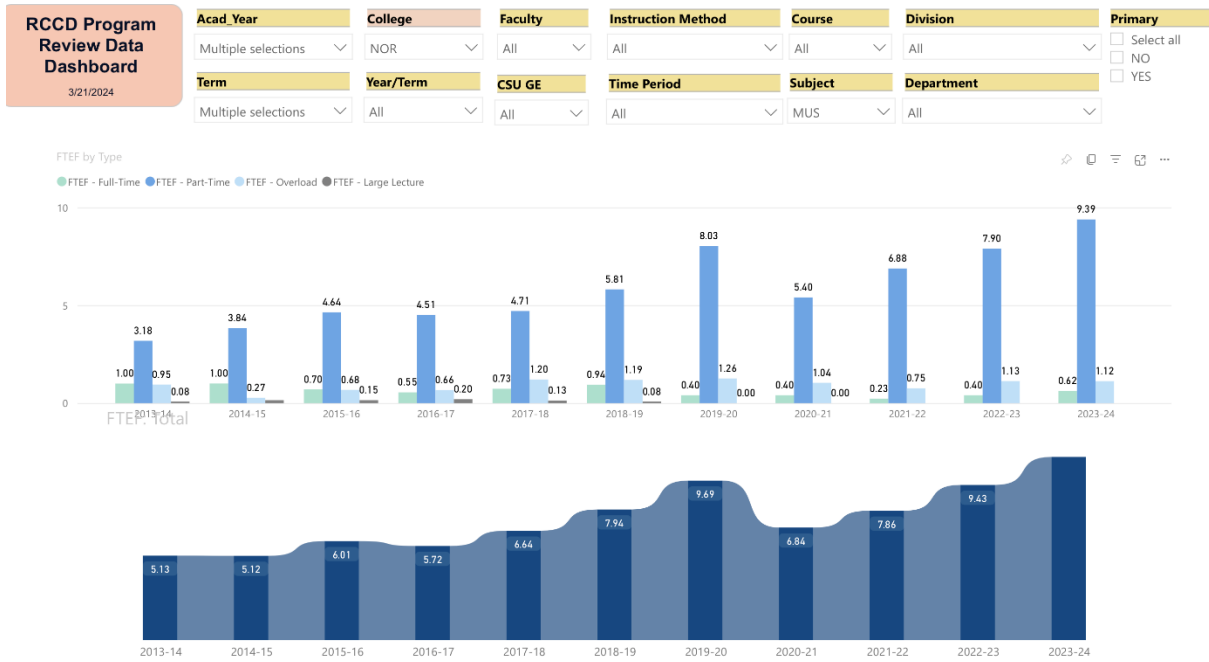 RCCD Program
Review Data
Dashboard
3/21/2024
Acad_Year
Multiple selections
College
NOR
Faculty
All
Instruction Method
All
Course
All
Division
All
Primary
Select all
NO
YES
Term
Multiple selections
Year/Term
All
CSU GE
All
Time Period
All
Subject
MUS
Department
All
FTEF by Type
FTEF - Full-Time FTEF - Part-Time FTEF - Overload FTEF - Large Lecture
10
5
0
1.00 3.18 0.95 0.08
1.00 3.84 0.27
0.70 4.64 0.68 0.15
0.55 4.51 0.66 0.20
0.73 4.71 1.20 0.13
0.94 5.81 1.19 0.08
0.40 8.03 1.26 0.00
0.40 5.40 1.04 0.00
0.23 6.88 0.75
0.40 7.90 1.13
0.62 9.39 1.12
2013-14 2014-15 2015-16 2016-17 2017-18 2018-19 2019-20 2020-21 2021-22 2022-23 2023-24
FTEF: Total
5.13 5.12 6.01 5.72 6.64 7.94 9.69 6.84 7.86 9.43
2013-14 2014-15 2015-16 2016-17 2017-18 2018-19 2019-20 2020-21 2021-22 2022-23 2023-24